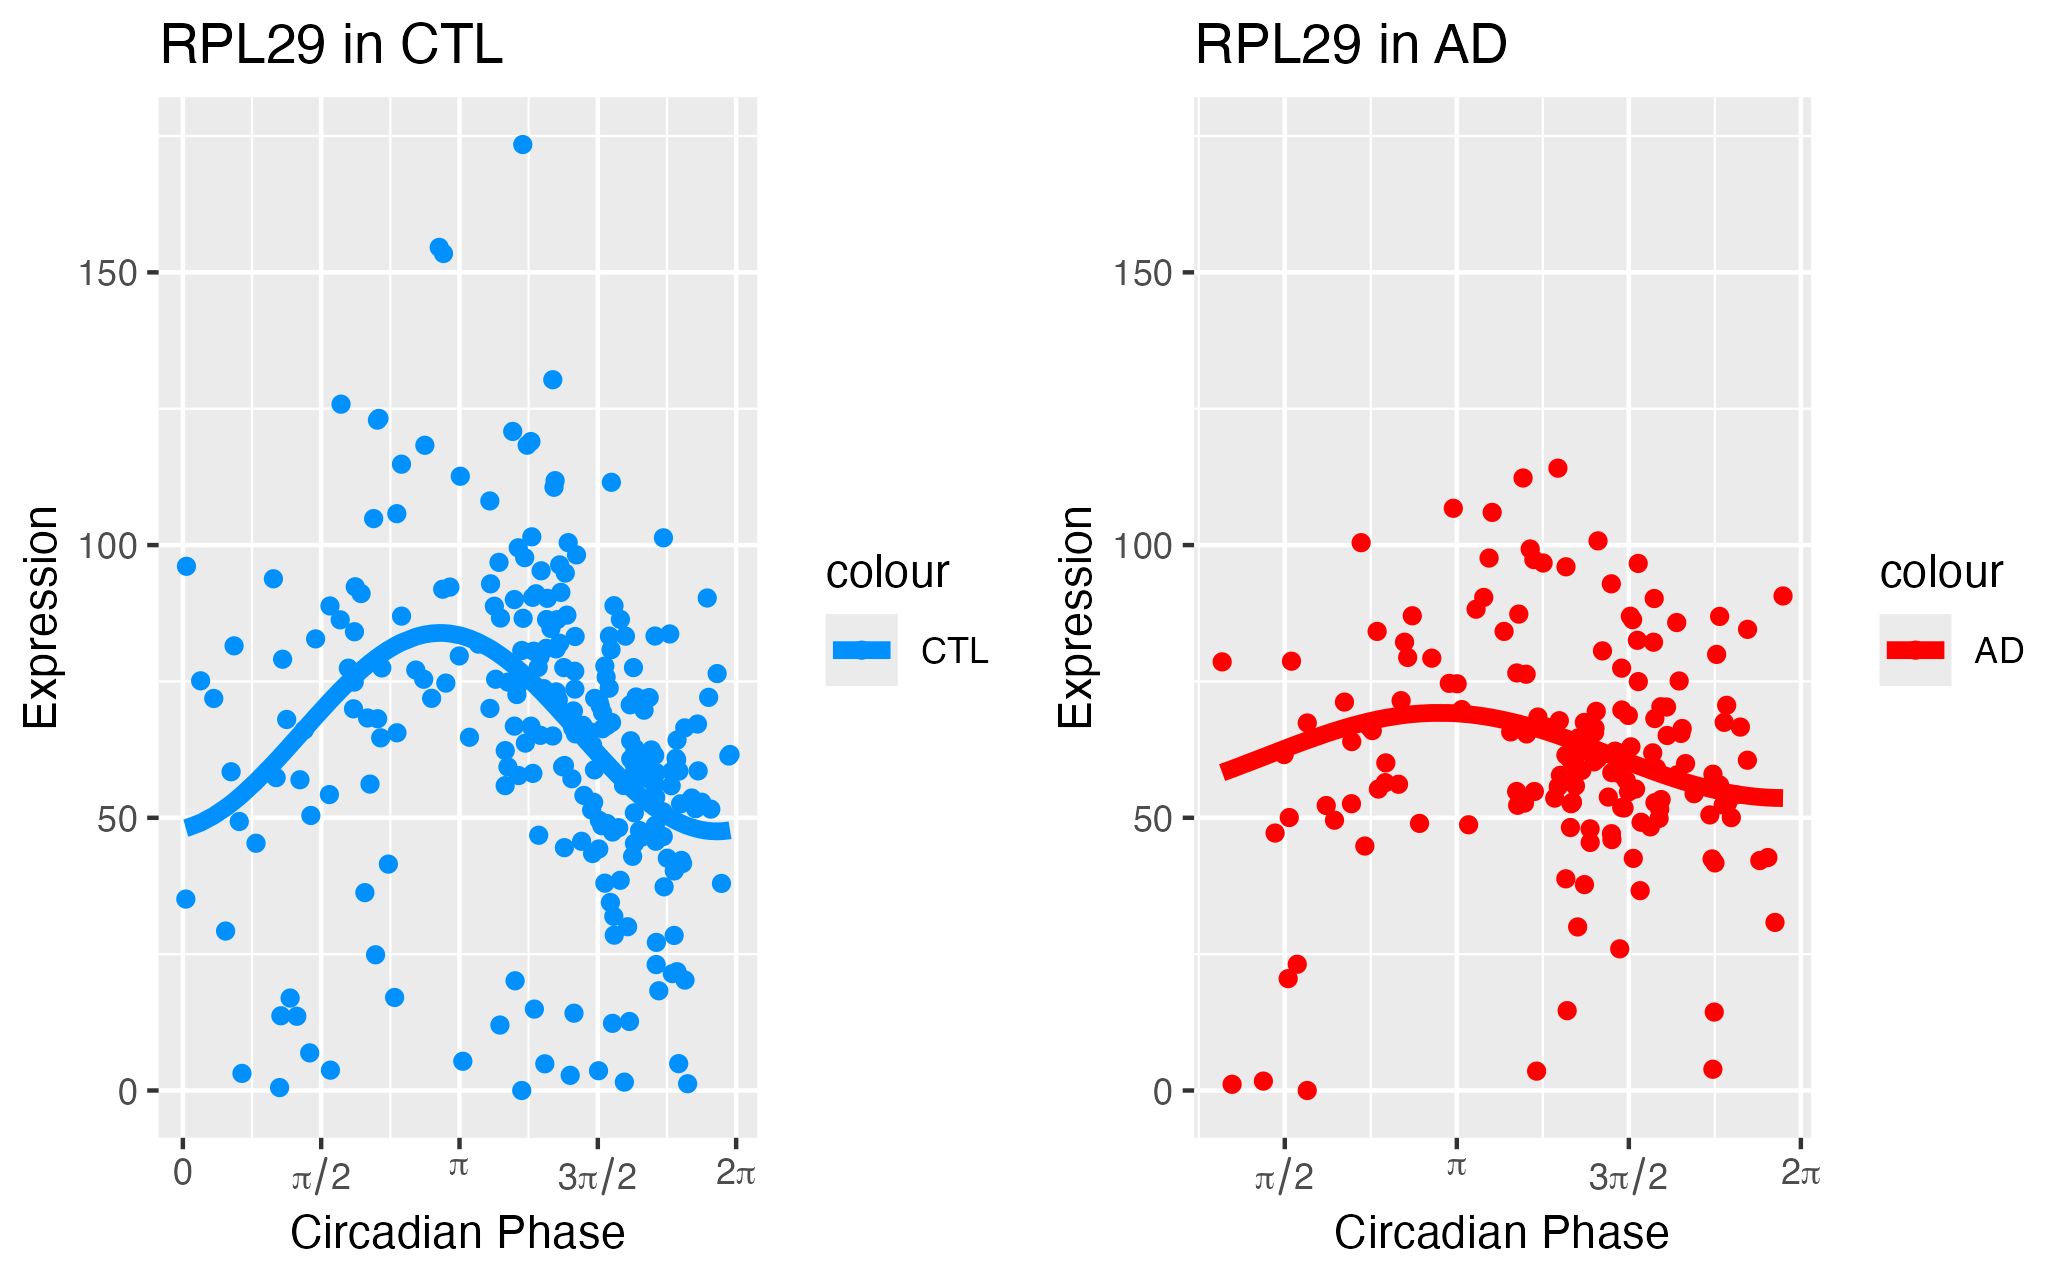 RPL29 in CTL
150
100
50
0
Expression
0 π/2 π 3π/2 2π
Circadian Phase
colour
CTL
RPL29 in AD
150
100
50
0
Expression
π/2 π 3π/2 2π
Circadian Phase
colour
AD